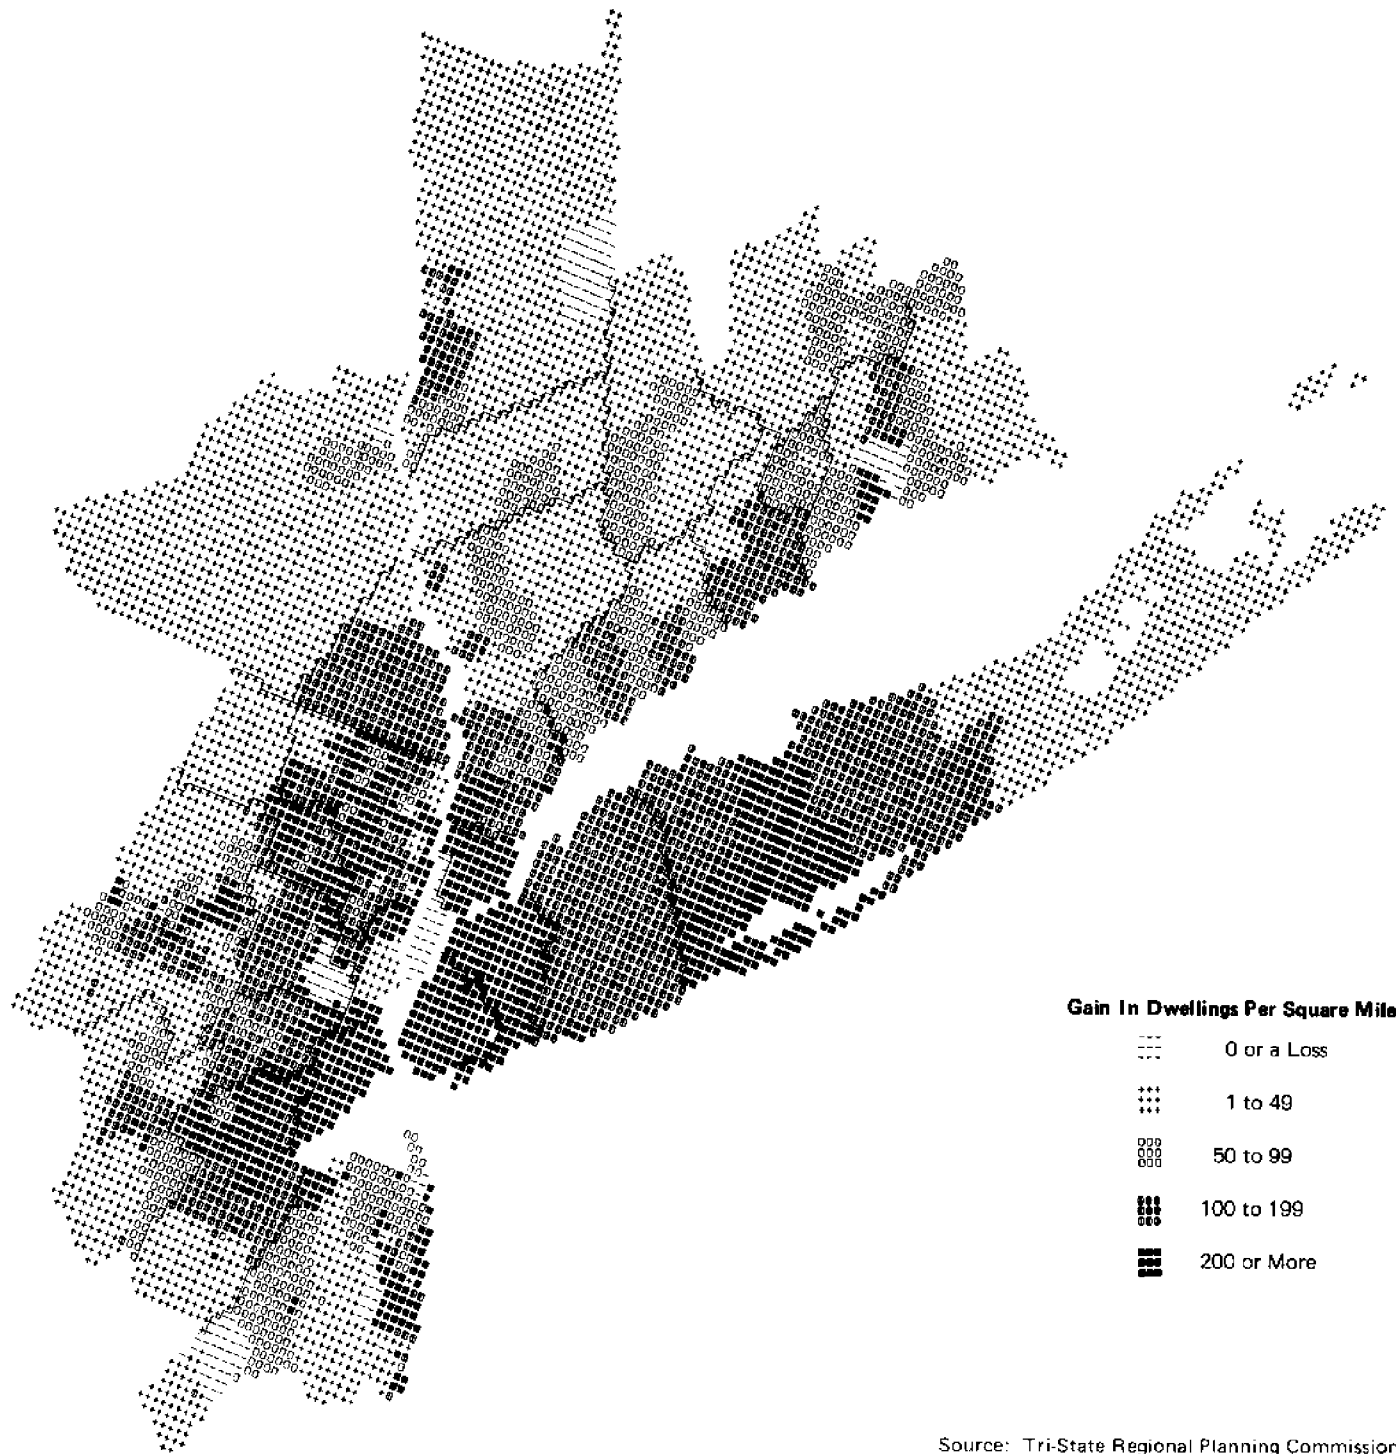 Gain In Dwellings Per Square Mile
0 or a Loss
1 to 49
50 to 99
100 to 199
200 or More
Source: Tri-State Regional Planning Commission